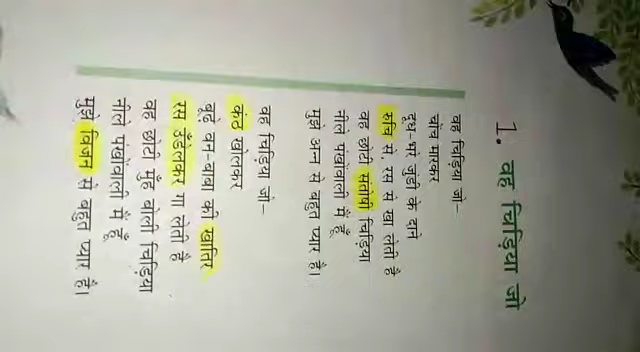 1. वह चिड़िया जो
वह चिड़िया जो–
चोंच मारकर
दूध-भरे जुंडी के दाने
रुचि से, रस से खा लेती है
वह छोटी संतोषी चिड़िया
नीले पंखोंवाली मैं हूँ
मुझे अन्न से बहुत प्यार है।
वह चिड़िया जो–
कंठ खोलकर
बूढ़े वन-बाबा की खातिर
रस उँडेलकर गा लेती है
वह छोटी मुँह बोली चिड़िया
नीले पंखोंवाली मैं हूँ
मुझे विजन से बहुत प्यार है।